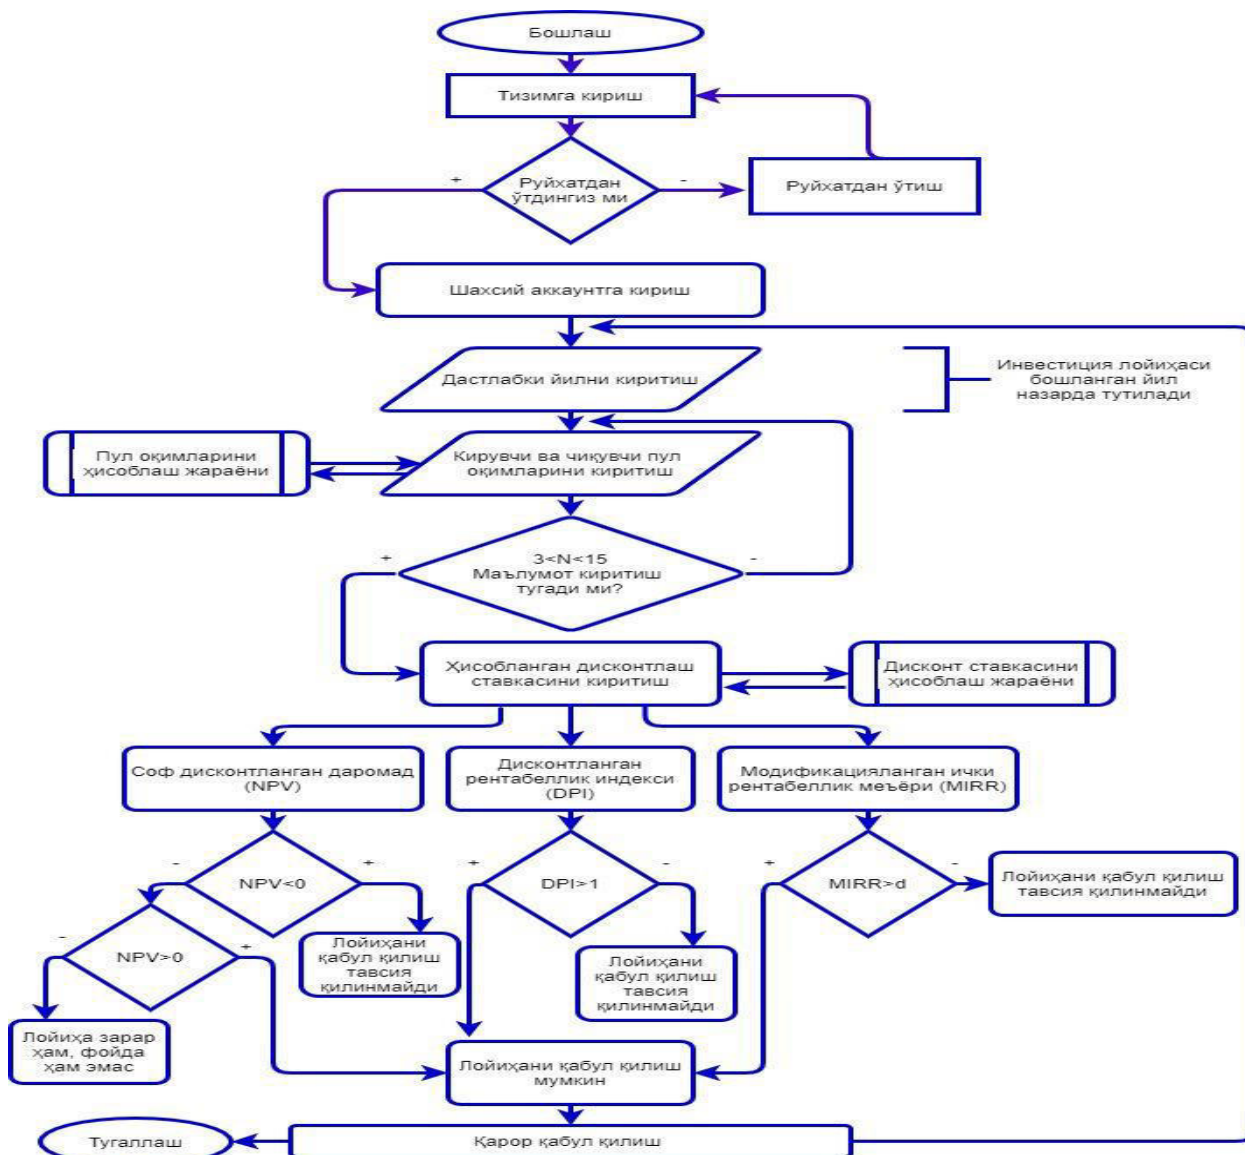 Бошлаш
Тизимга кириш
Руйхатдан
ўтдингиз ми
+
-
Руйхатдан ўтиш
Шахсий аккаунтга кириш
Дастлабки йилни киритиш
Инвестиция лойиҳаси
бошланган йил
назарда тутилади
Пул оқимларини
ҳисоблаш жараёни
Кирувчи ва чиқувчи пул
оқимларини киритиш
+
-
3<N<15
Маълумот киритиш
тугади ми?
Ҳисобланган дисконтлаш
ставкасини киритиш
Дисконт ставкасини
ҳисоблаш жараёни
Соф дисконтланган даромад
(NPV)
Дисконтланган
рентабеллик индекси
(DPI)
Модификацияланган ички
рентабеллик меъёри (MIRR)
-
+
NPV<0
+
-
DPI>1
+
-
MIRR>d
Лойиҳани қабул қилиш
тавсия қилинмайди
-
+
NPV>0
Лойиҳани
қабул қилиш
тавсия
қилинмайди
Лойиҳани
қабул қилиш
тавсия
қилинмайди
Лойиҳа зарар
ҳам, фойда
ҳам эмас
Лойиҳани қабул қилиш
мумкин
Тугаллаш
Қарор қабул қилиш